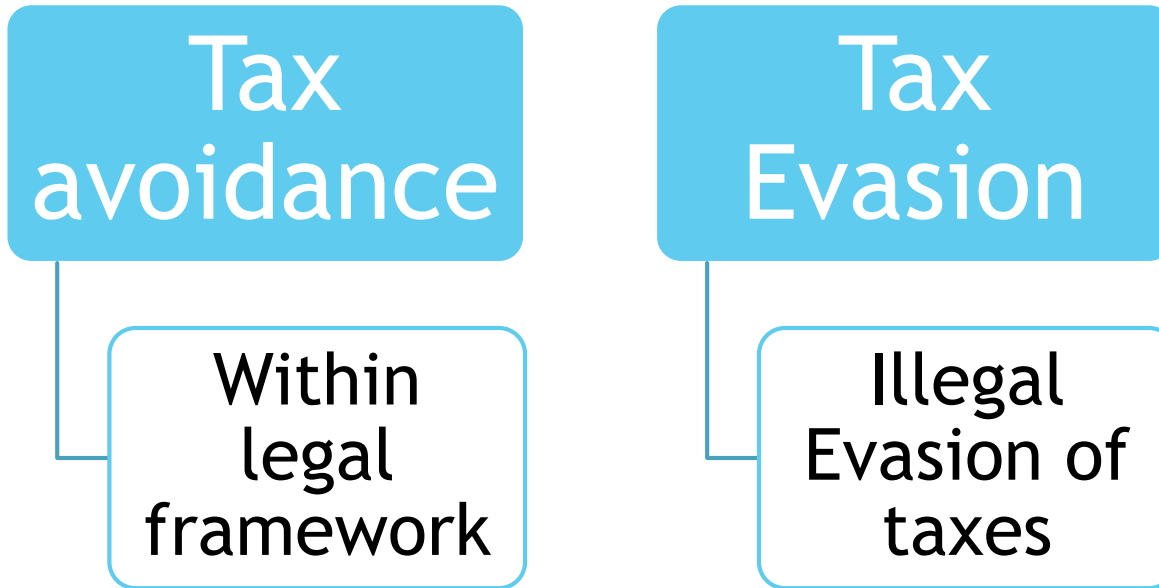 Tax
avoidance
Within
legal
framework
Tax
Evasion
Illegal
Evasion of
taxes